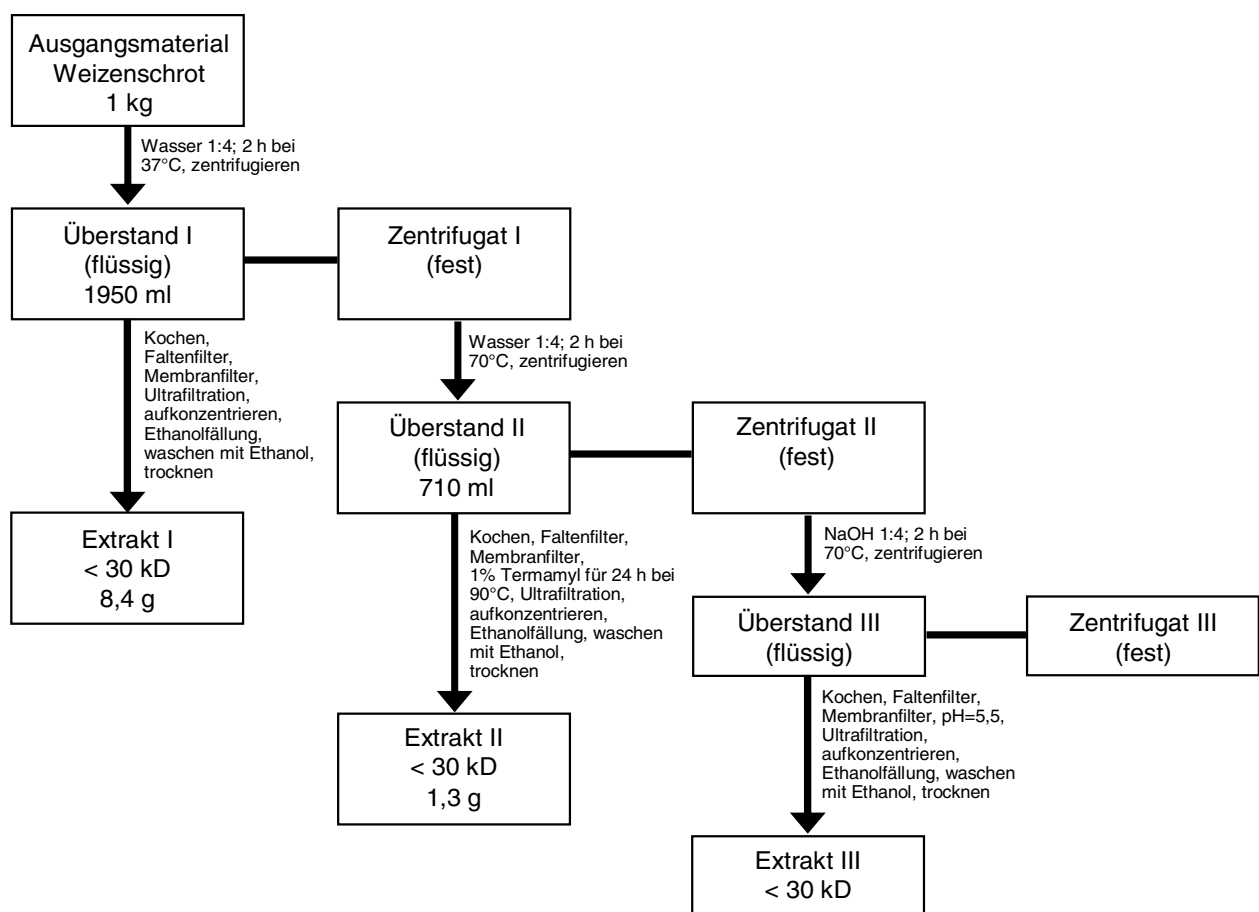 Ausgangsmaterial
Weizenschrot
1 kg
Wasser 1:4; 2 h bei
37°C, zentrifugieren
Überstand I
(flüssig)
1950 ml
Zentrifugat I
(fest)
Kochen,
Faltenfilter,
Membranfilter,
Ultrafiltration,
aufkonzentrieren,
Ethanolfällung,
waschen mit Ethanol,
trocknen
Wasser 1:4; 2 h bei
70°C, zentrifugieren
Überstand II
(flüssig)
710 ml
Zentrifugat II
(fest)
Extrakt I
< 30 kD
8,4 g
Kochen, Faltenfilter,
Membranfilter,
1% Termamyl für 24 h bei
90°C, Ultrafiltration,
aufkonzentrieren,
Ethanolfällung, waschen
mit Ethanol,
trocknen
NaOH 1:4; 2 h bei
70°C, zentrifugieren
Überstand III
(flüssig)
Zentrifugat III
(fest)
Extrakt II
< 30 kD
1,3 g
Kochen, Faltenfilter,
Membranfilter, pH=5,5,
Ultrafiltration,
aufkonzentrieren,
Ethanolfällung, waschen
mit Ethanol, trocknen
Extrakt III
< 30 kD